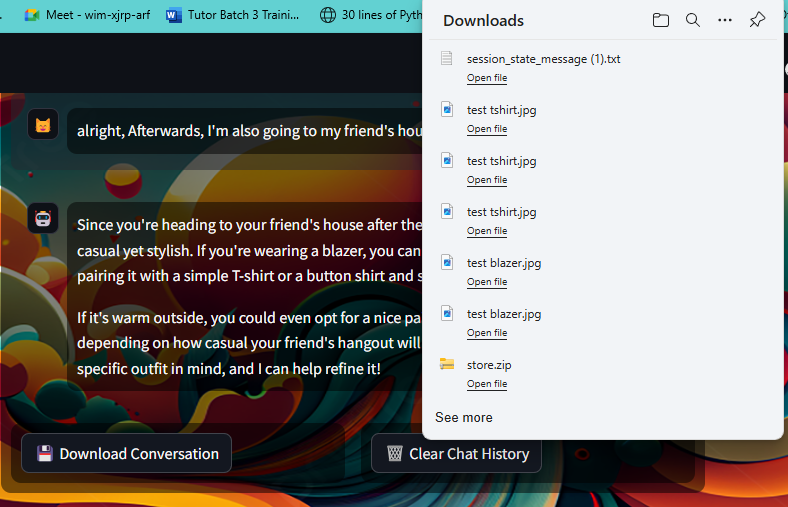 Meet - wim-xjrp-arf
Tutor Batch 3 Traini...
30 lines of Pyth
Downloads
session_state_message (1).txt
Open file
test tshirt.jpg
Open file
test tshirt.jpg
Open file
test tshirt.jpg
Open file
test blazer.jpg
Open file
test blazer.jpg
Open file
store.zip
Open file
See more
alright, Afterwards, I'm also going to my friend's hou
Since you're heading to your friend's house after the
casual yet stylish. If you're wearing a blazer, you can
pairing it with a simple T-shirt or a button shirt and s
If it's warm outside, you could even opt for a nice pa
depending on how casual your friend's hangout will
specific outfit in mind, and I can help refine it!
Download Conversation
Clear Chat History